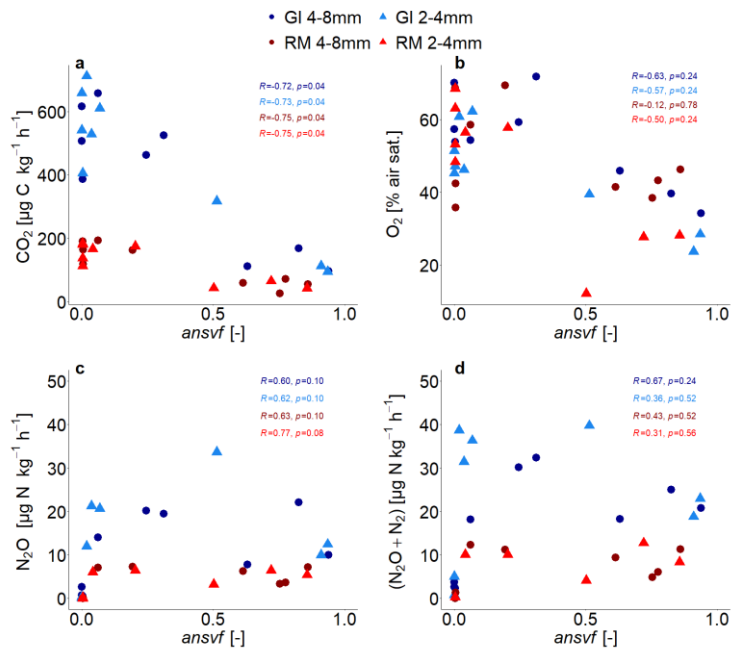 GI 4-8mm GI 2-4mm
RM 4-8mm RM 2-4mm
a
R=-0.72, p=0.04
R=-0.73, p=0.04
R=-0.75, p=0.04
R=-0.75, p=0.04
600
400
200
0
CO₂ [µg C kg⁻¹ h⁻¹]
0.0 0.5 1.0
ansvf [-]
b
R=-0.63, p=0.24
R=-0.57, p=0.24
R=-0.12, p=0.78
R=-0.50, p=0.24
80
60
40
20
O₂ [% air sat.]
0.0 0.5 1.0
ansvf [-]
c
R=0.60, p=0.10
R=0.62, p=0.10
R=0.63, p=0.10
R=0.77, p=0.08
50
40
30
20
10
0
N₂O [µg N kg⁻¹ h⁻¹]
0.0 0.5 1.0
ansvf [-]
d
R=0.67, p=0.24
R=0.36, p=0.52
R=0.43, p=0.52
R=0.31, p=0.56
50
40
30
20
10
0
(N₂O + N₂) [µg N kg⁻¹ h⁻¹]
0.0 0.5 1.0
ansvf [-]